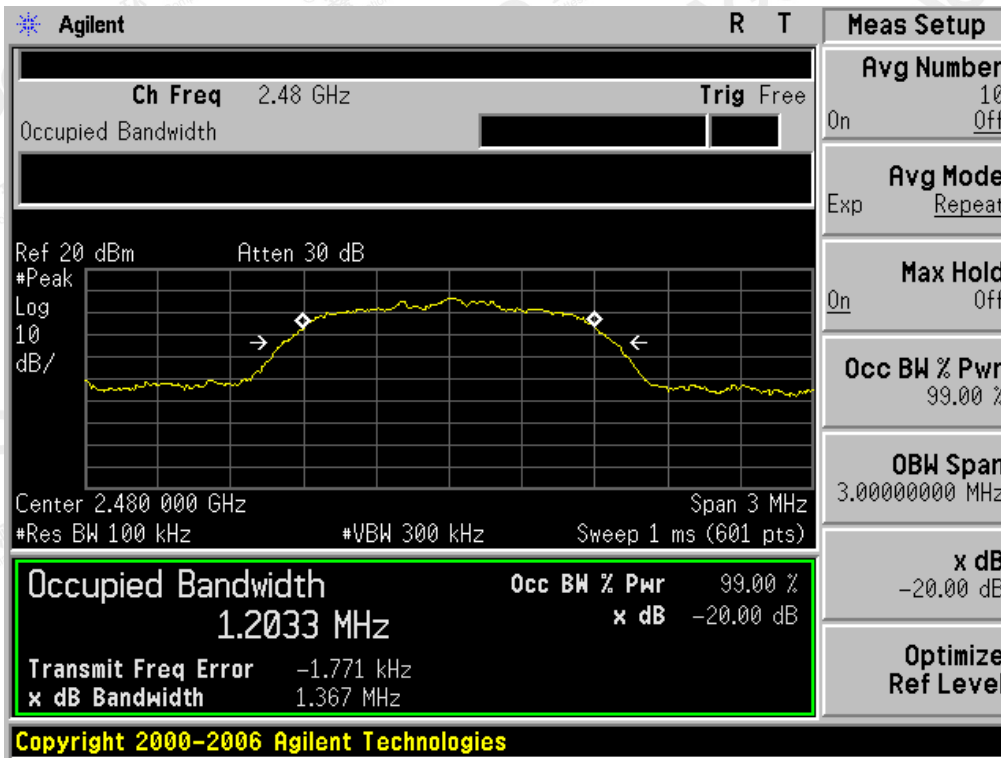 Agilent R T
Meas Setup
Ch Freq 2.48 GHz Trig Free
Occupied Bandwidth
Ref 20 dBm Atten 30 dB
#Peak
Log
10
dB/
Center 2.480 000 GHz Span 3 MHz
#Res BW 100 kHz #VBW 300 kHz Sweep 1 ms (601 pts)
Occupied Bandwidth
1.2033 MHz
Occ BW % Pwr 99.00 %
x dB -20.00 dB
Transmit Freq Error -1.771 kHz
x dB Bandwidth 1.367 MHz
Avg Number
10
On Off
Avg Mode
Exp Repeat
Max Hold
On Off
Occ BW % Pwr
99.00 %
OBW Span
3.00000000 MHz
x dB
-20.00 dB
Optimize
Ref Level
Copyright 2000-2006 Agilent Technologies